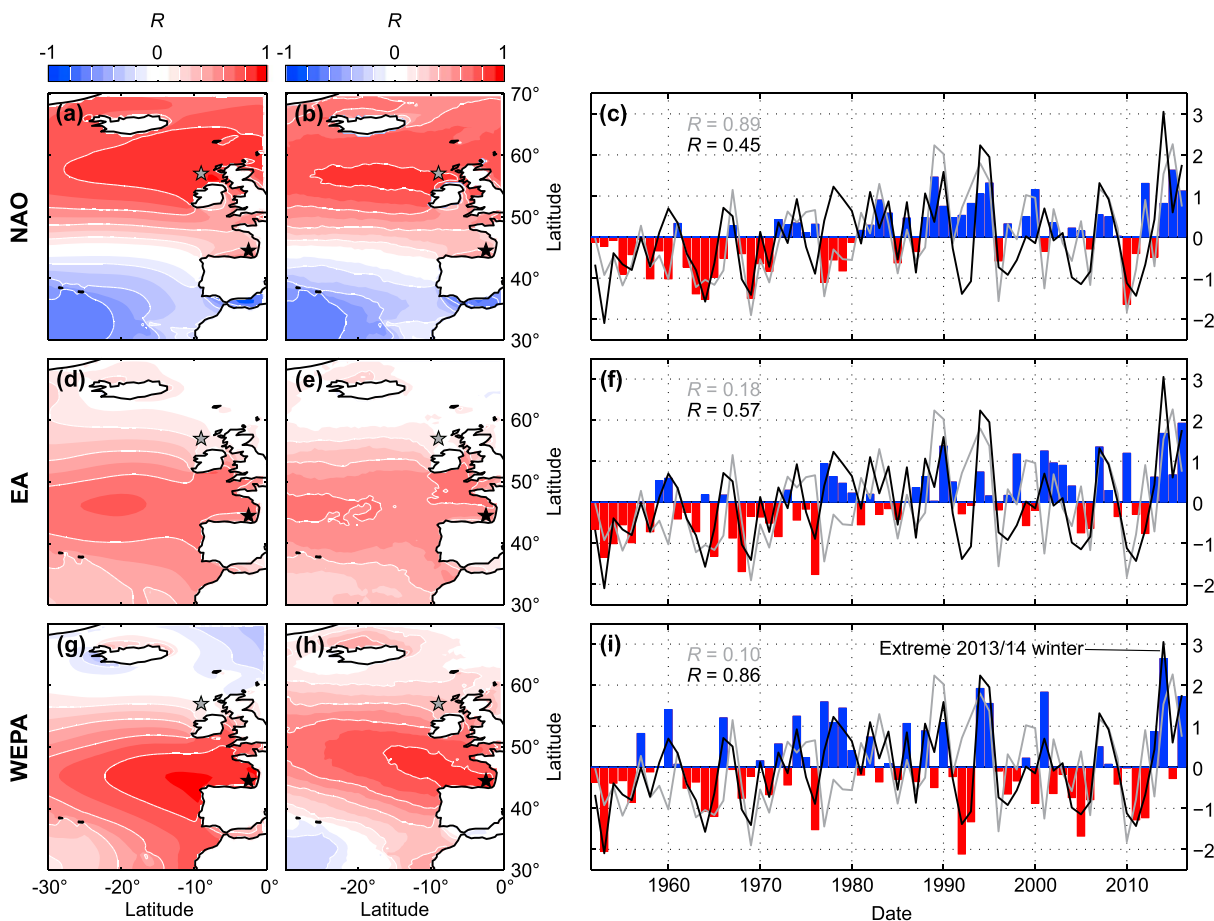 R R
-1 0 1 -1 0 1
NAO
(a) (b) 70° (c) 3
R = 0.89
R = 0.45
60° 2
50° 1
Latitude
0
40° -1
30° -2
EA
(d) (e) (f) 3
R = 0.18
R = 0.57
60° 2
50° 1
Latitude
0
40° -1
30° -2
WEPA
(g) (h) (i) 3
R = 0.10
R = 0.86
Extreme 2013/14 winter
60° 2
50° 1
Latitude
0
40° -1
30° -2
-30° -20° -10° 0° -20° -10° 0° 1960 1970 1980 1990 2000 2010
Latitude Latitude Date